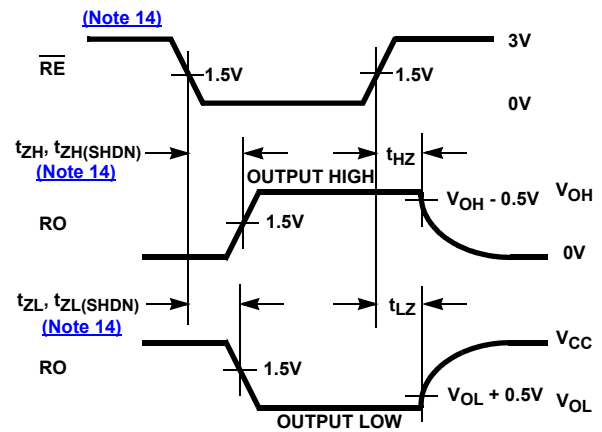 (Note 14)
3V
RE
1.5V
1.5V
0V
tZH, tZH(SHDN)
(Note 14)
OUTPUT HIGH
tHZ
VOH - 0.5V
VOH
1.5V
RO
0V
tZL, tZL(SHDN)
(Note 14)
tLZ
VCC
1.5V
RO
VOL + 0.5V
VOL
OUTPUT LOW